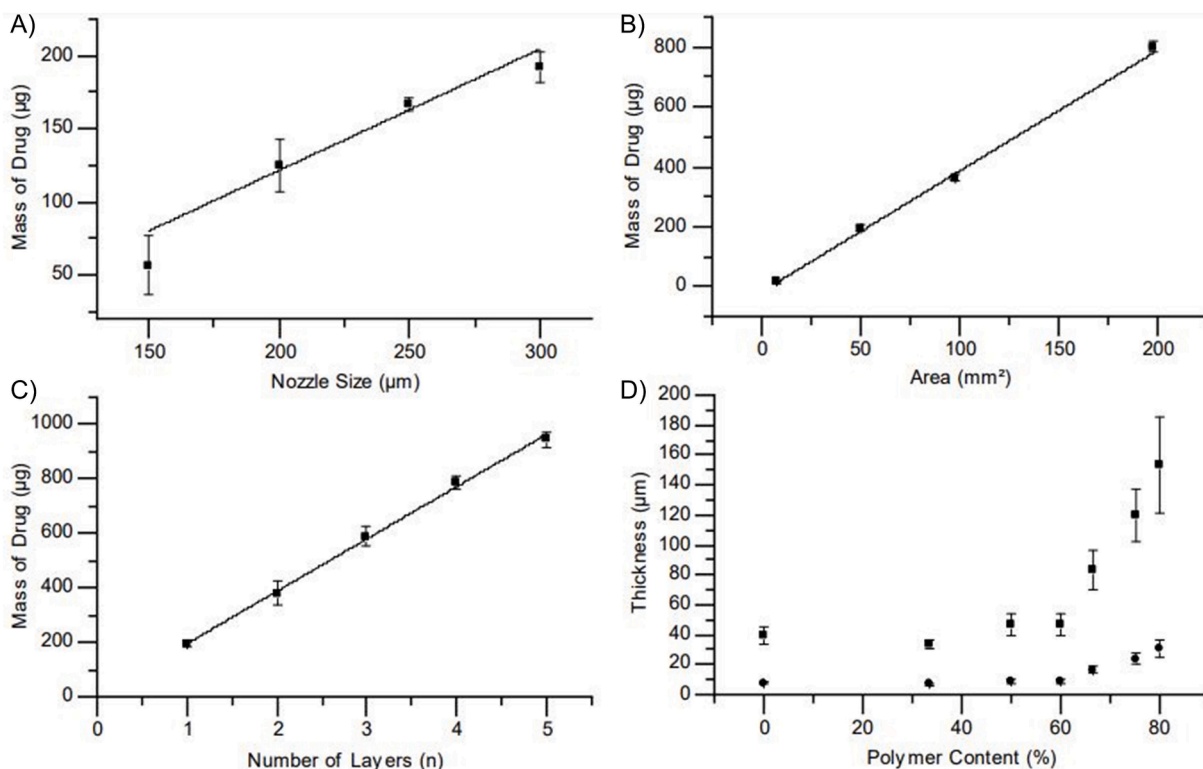 A)
Mass of Drug (µg)
200
150
100
50
150 200 250 300
Nozzle Size (µm)
B)
Mass of Drug (µg)
800
600
400
200
0
0 50 100 150 200
Area (mm²)
C)
Mass of Drug (µg)
1000
800
600
400
200
0
0 1 2 3 4 5
Number of Layers (n)
D)
Thickness (µm)
200
180
160
140
120
100
80
60
40
20
0
0 20 40 60 80
Polymer Content (%)